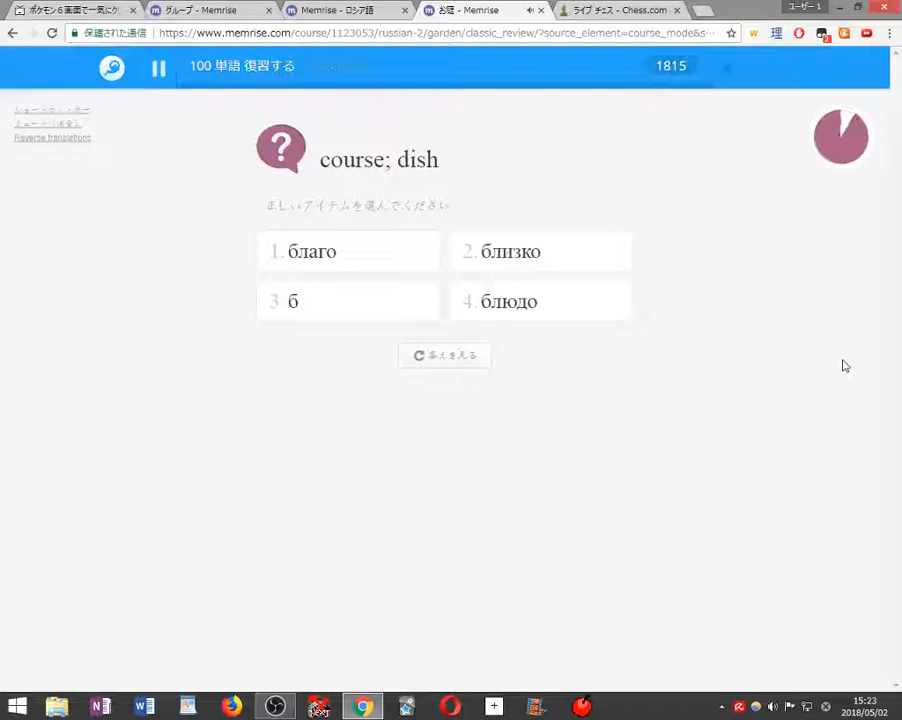 ポケモン６画面で一気にク
グループ - Memrise
Memrise - ロシア語
お庭 - Memrise
ライブ チェス - Chess.com
ユーザー 1
保護された通信
https://www.memrise.com/course/1123053/russian-2/garden/classic_review/?source_element=course_mode&s...
100 単語 復習する
1815
Reverse translations
course; dish
正しいアイテムを選んでください
1. благо
2. близко
3 б
4. блюдо
答えを見る
15:23
2018/05/02